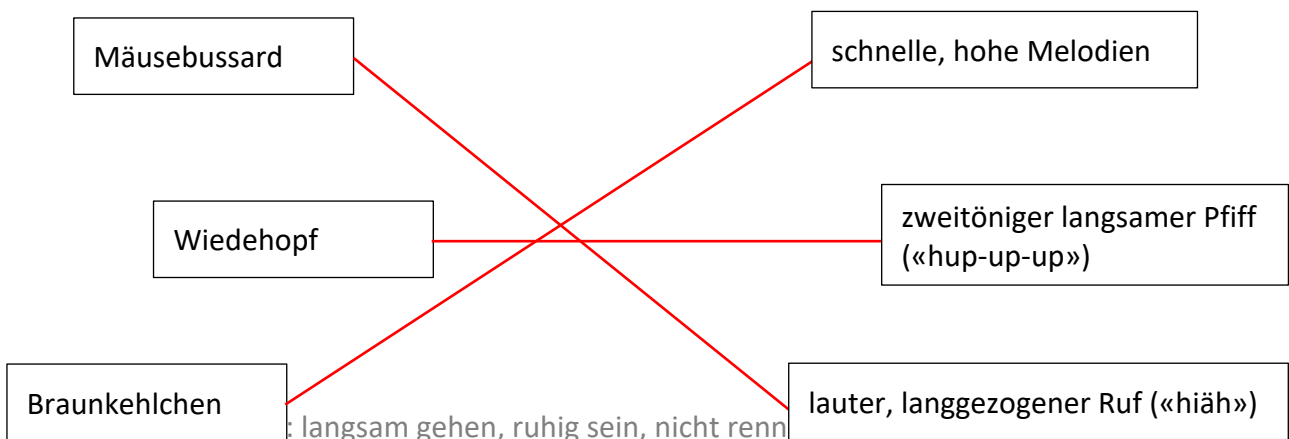 Mäusebussard
schnelle, hohe Melodien
Wiedehopf
zweitöniger langsamer Pfiff
(«hup-up-up»)
Braunkehlchen
lauter, langgezogener Ruf («hiäh»)
: langsam gehen, ruhig sein, nicht renn